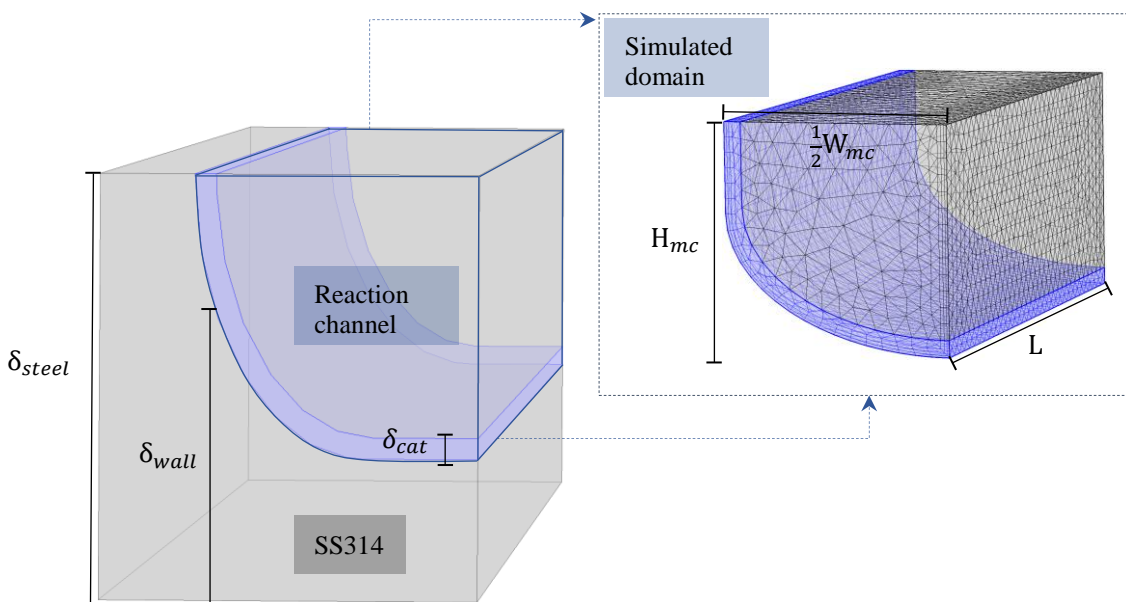 Simulated
domain
½W_mc
H_mc
L
Reaction
channel
δ_steel
δ_wall
δ_cat
SS314